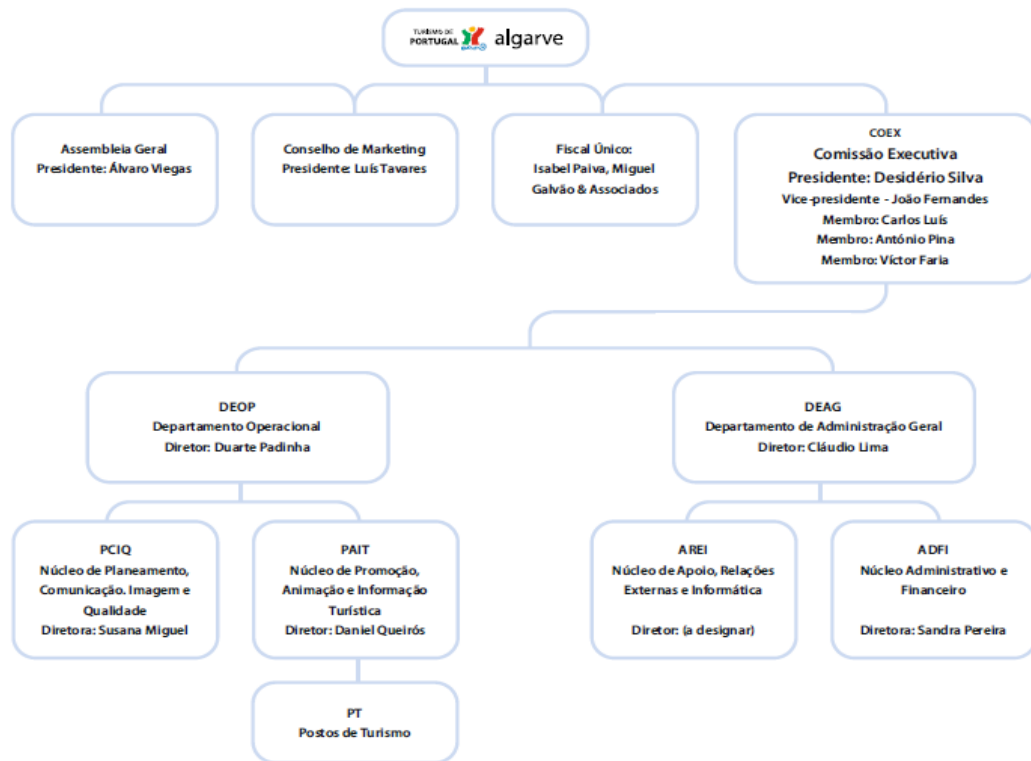 TURISMO DE
PORTUGAL algarve
Assembleia Geral
Presidente: Álvaro Viegas
Conselho de Marketing
Presidente: Luís Tavares
Fiscal Único:
Isabel Paiva, Miguel
Galvão & Associados
COEX
Comissão Executiva
Presidente: Desidério Silva
Vice-presidente - João Fernandes
Membro: Carlos Luís
Membro: António Pina
Membro: Víctor Faria
DEOP
Departamento Operacional
Diretor: Duarte Padinha
DEAG
Departamento de Administração Geral
Diretor: Cláudio Lima
PCIQ
Núcleo de Planeamento,
Comunicação. Imagem e
Qualidade
Diretora: Susana Miguel
PAIT
Núcleo de Promoção,
Animação e Informação
Turística
Diretor: Daniel Queirós
AREI
Núcleo de Apoio, Relações
Externas e Informática
Diretor: (a designar)
ADFI
Núcleo Administrativo e
Financeiro
Diretora: Sandra Pereira
PT
Postos de Turismo